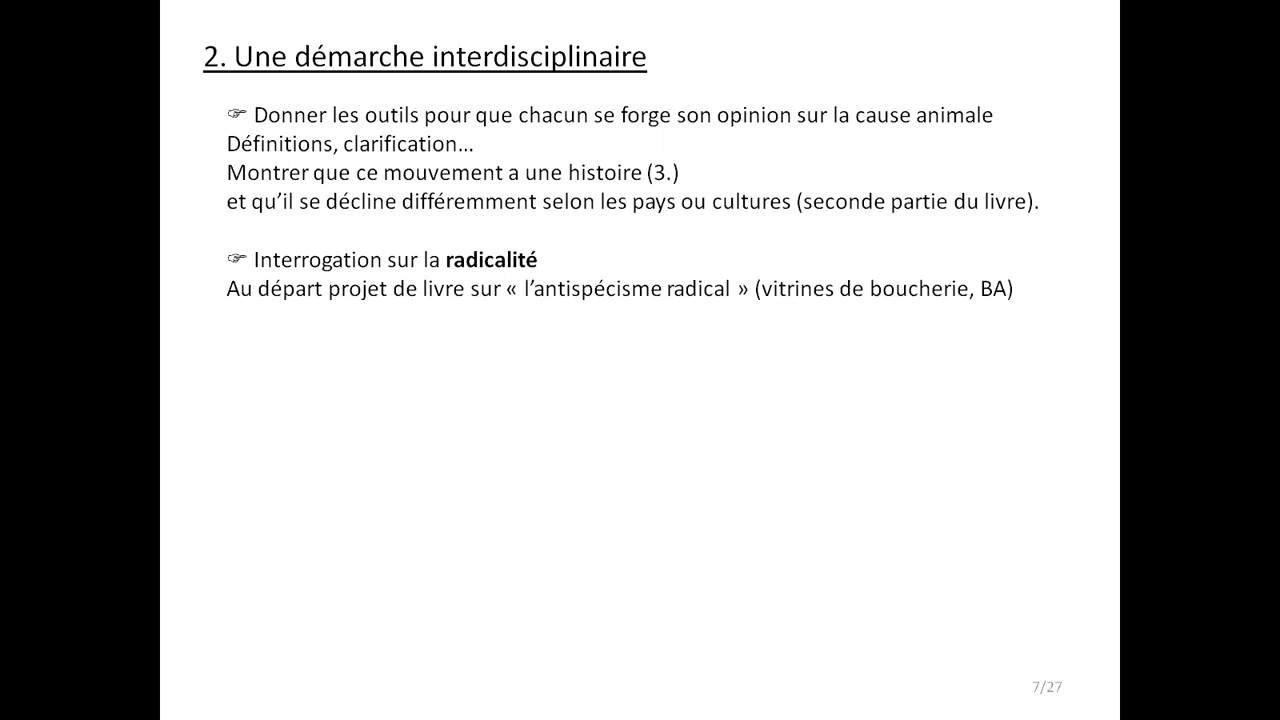 2. Une démarche interdisciplinaire
☞ Donner les outils pour que chacun se forge son opinion sur la cause animale
Définitions, clarification…
Montrer que ce mouvement a une histoire (3.)
et qu’il se décline différemment selon les pays ou cultures (seconde partie du livre).
☞ Interrogation sur la radicalité
Au départ projet de livre sur « l’antispécisme radical » (vitrines de boucherie, BA)
7/27